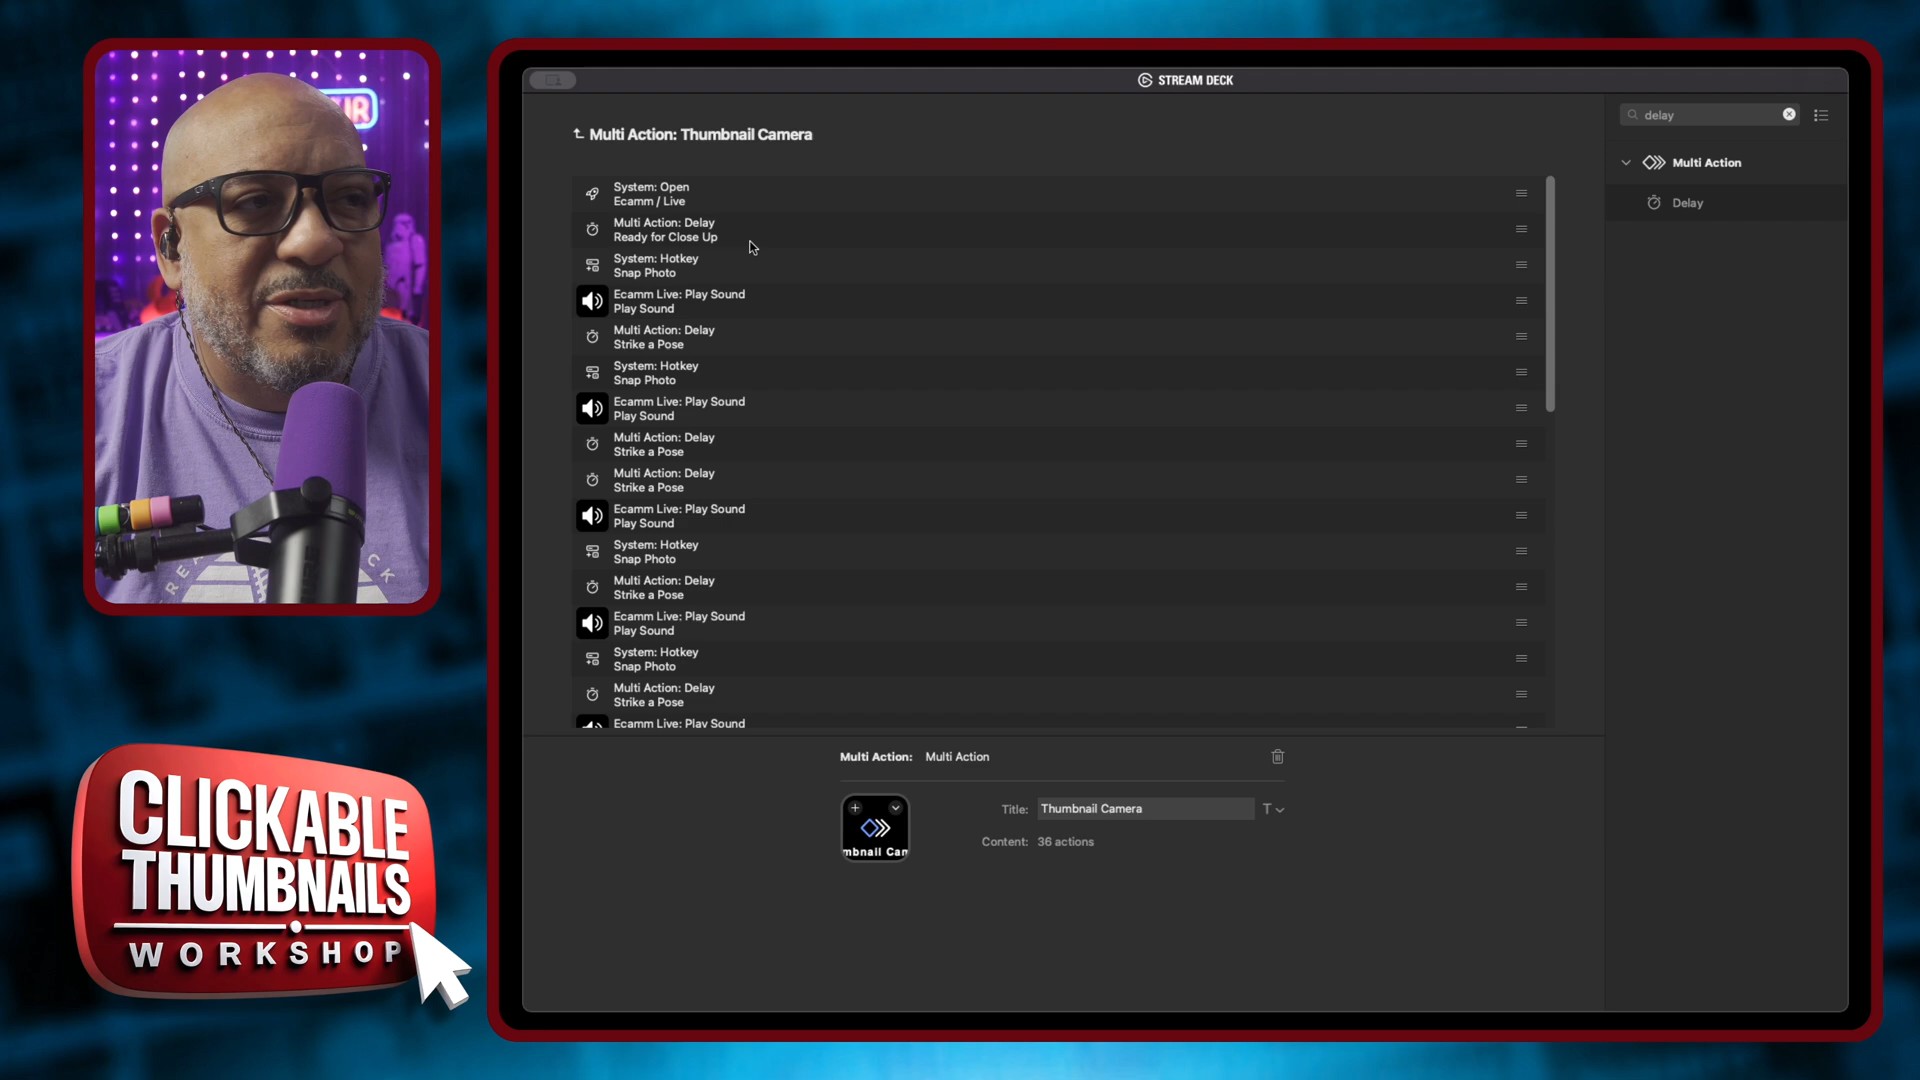 UR
REA CK
CLICKABLE
THUMBNAILS
WORKSHOP
STREAM DECK
Multi Action: Thumbnail Camera
System: Open
Ecamm / Live
Multi Action: Delay
Ready for Close Up
System: Hotkey
Snap Photo
Ecamm Live: Play Sound
Play Sound
Multi Action: Delay
Strike a Pose
System: Hotkey
Snap Photo
Ecamm Live: Play Sound
Play Sound
Multi Action: Delay
Strike a Pose
Multi Action: Delay
Strike a Pose
Ecamm Live: Play Sound
Play Sound
System: Hotkey
Snap Photo
Multi Action: Delay
Strike a Pose
Ecamm Live: Play Sound
Play Sound
System: Hotkey
Snap Photo
Multi Action: Delay
Strike a Pose
Ecamm Live: Play Sound
Multi Action: Multi Action
mbnail Car
Title: Thumbnail Camera T
Content: 36 actions
delay
Multi Action
Delay